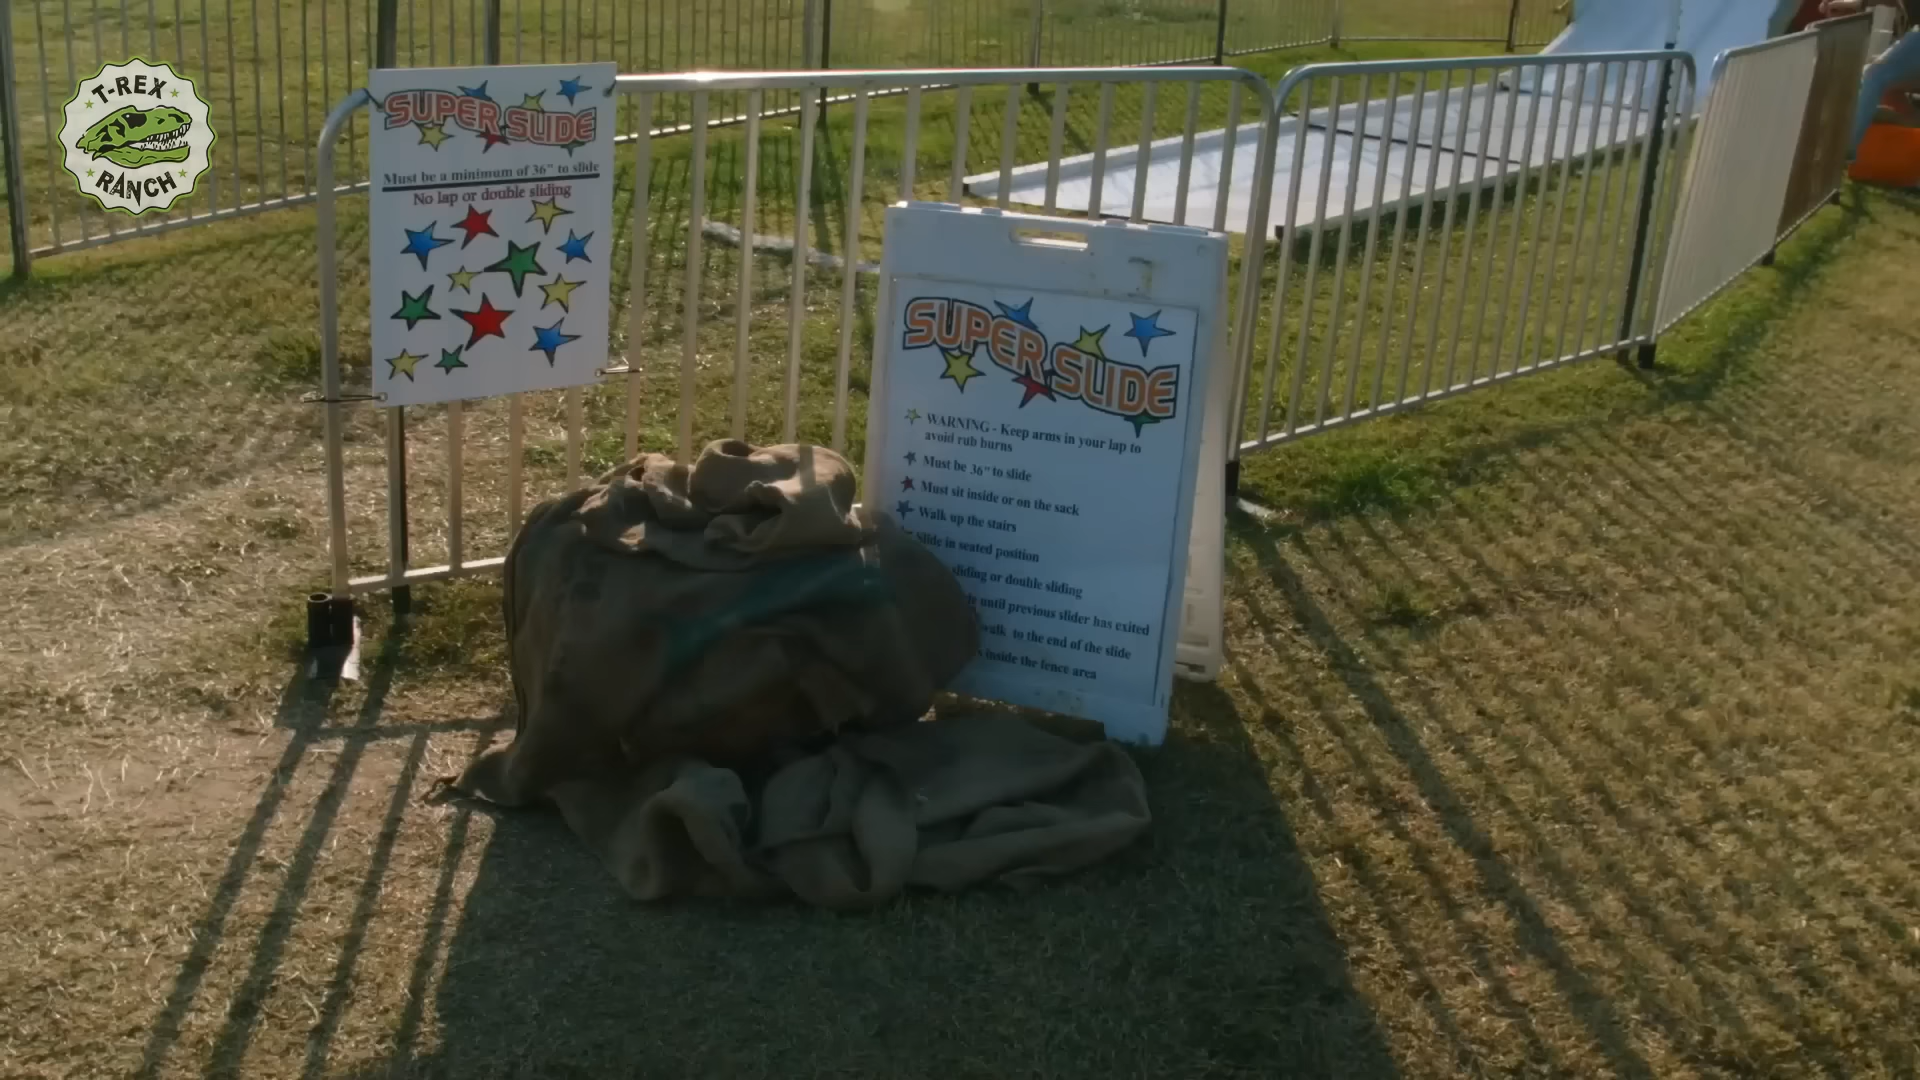 T-REX
RANCH
SUPER SLIDE
Must be a minimum of 36" to slide
No lap or double sliding
SUPER SLIDE
WARNING - Keep arms in your lap to
avoid rub burns
Must be 36" to slide
Must sit inside or on the sack
Walk up the stairs
Slide in seated position
sliding or double sliding
until previous slider has exited
walk to the end of the slide
inside the fence area